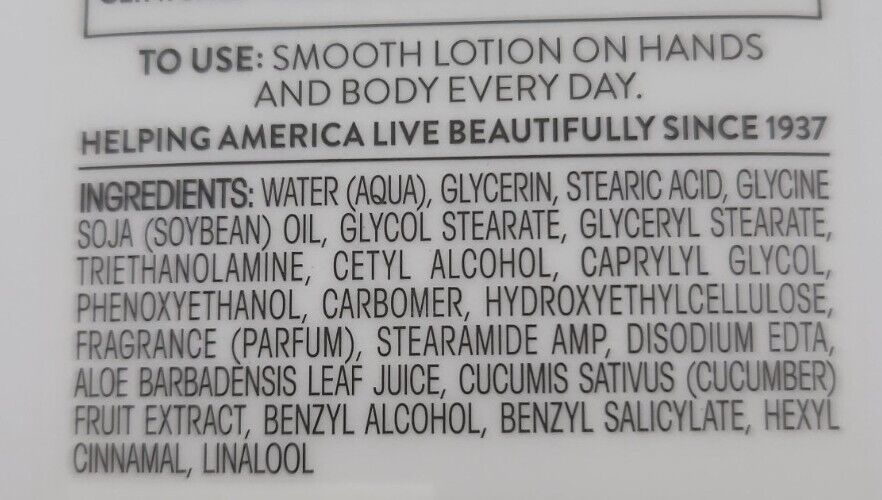 TO USE: SMOOTH LOTION ON HANDS
AND BODY EVERY DAY.
HELPING AMERICA LIVE BEAUTIFULLY SINCE 1937
INGREDIENTS: WATER (AQUA), GLYCERIN, STEARIC ACID, GLYCINE
SOJA (SOYBEAN) OIL, GLYCOL STEARATE, GLYCERYL STEARATE,
TRIETHANOLAMINE, CETYL ALCOHOL, CAPRYLYL GLYCOL,
PHENOXYETHANOL, CARBOMER, HYDROXYETHYLCELLULOSE,
FRAGRANCE (PARFUM), STEARAMIDE AMP, DISODIUM EDTA,
ALOE BARBADENSIS LEAF JUICE, CUCUMIS SATIVUS (CUCUMBER)
FRUIT EXTRACT, BENZYL ALCOHOL, BENZYL SALICYLATE, HEXYL
CINNAMAL, LINALOOL